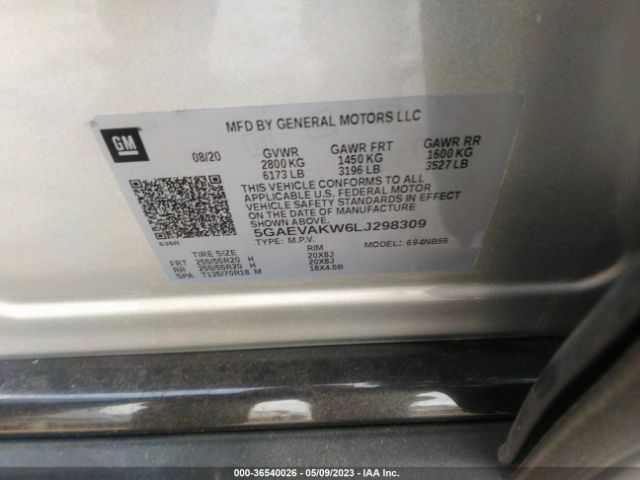 MFD BY GENERAL MOTORS LLC
GM
08/20 GVWR GAWR FRT GAWR RR
2800 KG 1450 KG 1600 KG
6173 LB 3196 LB 3527 LB
THIS VEHICLE CONFORMS TO ALL
APPLICABLE U.S. FEDERAL MOTOR
VEHICLE SAFETY STANDARDS IN EFFECT
ON THE DATE OF MANUFACTURE
SHOWN ABOVE.
5GAEVAKW6LJ298309
TYPE: M.P.V. MODEL: 694NB56
636R
TIRE SIZE RIM
FRT 255/55R20 H 20X8J
RR 255/55R20 H 20X8J
SPA T135/70R18 M 18X4.5B
000-36540026 - 05/09/2023 - IAA Inc.